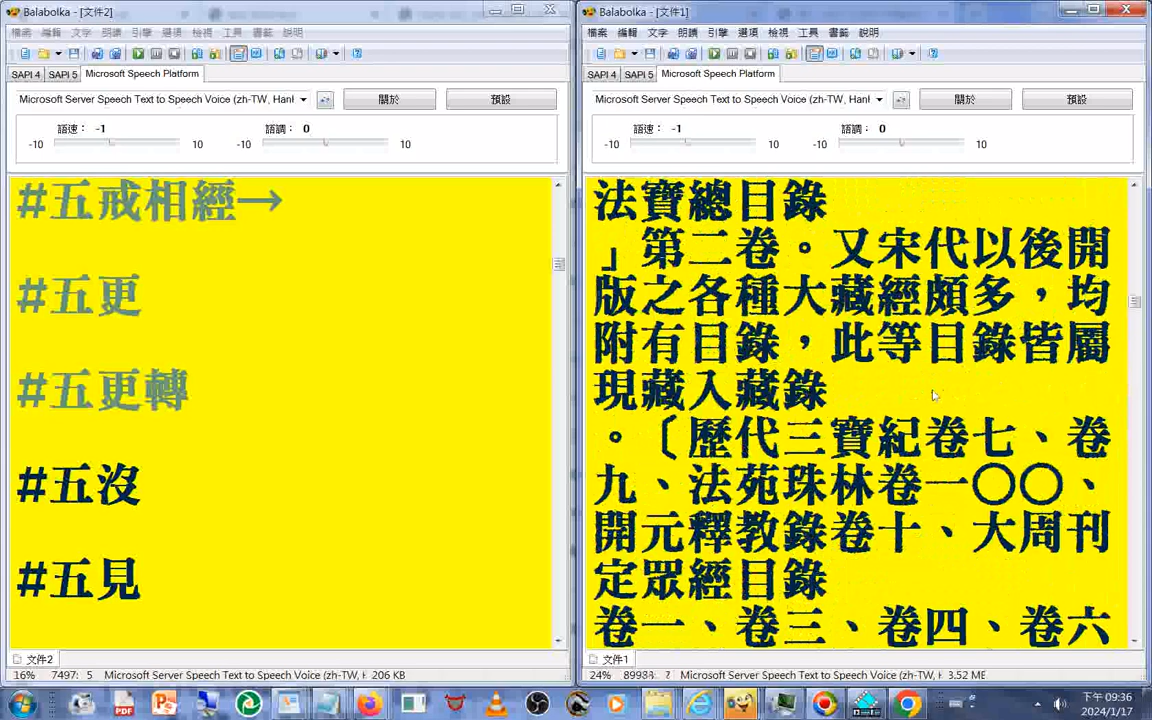 Balabolka - [文件2]
檔案 編輯 文字 朗讀 引擎 選項 檢視 工具 書籤 說明
SAPI 4 SAPI 5 Microsoft Speech Platform
Microsoft Server Speech Text to Speech Voice (zh-TW, Hanl
關於
預設
語速： -1
語調： 0
-10 10 -10 10
#五戒相經→
#五更
#五更轉
#五沒
#五見
文件2
16% 7497: 5 Microsoft Server Speech Text to Speech Voice (zh-TW, H 206 KB
Balabolka - [文件1]
檔案 編輯 文字 朗讀 引擎 選項 檢視 工具 書籤 說明
SAPI 4 SAPI 5 Microsoft Speech Platform
Microsoft Server Speech Text to Speech Voice (zh-TW, Hanl
關於
預設
語速： -1
語調： 0
-10 10 -10 10
法寶總目錄
」第二卷。又宋代以後開
版之各種大藏經頗多，均
附有目錄，此等目錄皆屬
現藏入藏錄
。〔歷代三寶紀卷七、卷
九、法苑珠林卷一〇〇、
開元釋教錄卷十、大周刊
定眾經目錄
卷一、卷三、卷四、卷六
文件1
24% Microsoft Server Speech Text to Speech Voice (zh-TW, H 3.52 ME
PDF
下午 09:36
2024/1/17